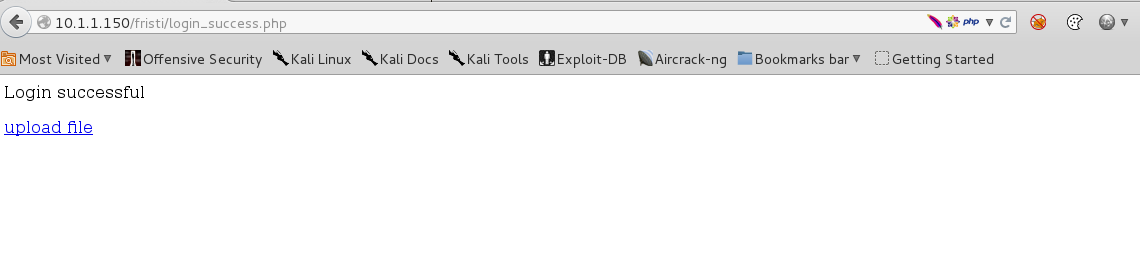 10.1.1.150/fristi/login_success.php
php
Most Visited Offensive Security Kali Linux Kali Docs Kali Tools Exploit-DB Aircrack-ng Bookmarks bar Getting Started
Login successful
upload file